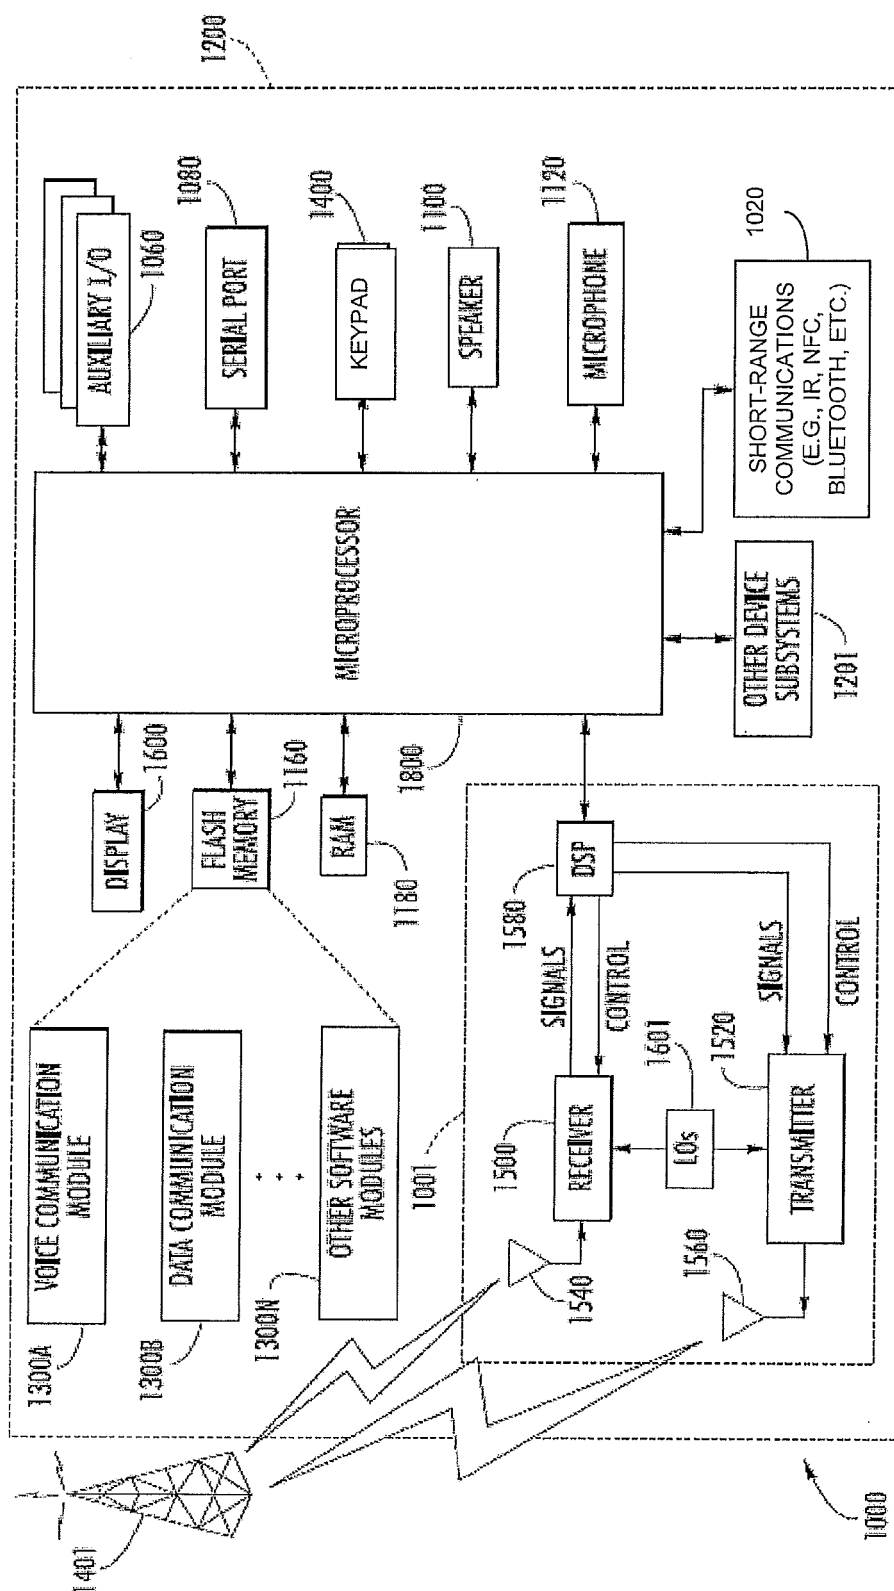 1200
AUXILIARY I/O
1060
SERIAL PORT
1080
KEYPAD
1400
SPEAKER
1100
MICROPHONE
1120
SHORT-RANGE
COMMUNICATIONS
(E.G., IR, NFC,
BLUETOOTH, ETC.)
1020
MICROPROCESSOR
1800
OTHER DEVICE
SUBSYSTEMS
1201
DISPLAY
1600
FLASH
MEMORY
1160
RAM
1180
VOICE COMMUNICATION
MODULE
1300A
DATA COMMUNICATION
MODULE
1300B
OTHER SOFTWARE
MODULES
1300N
1001
DSP
1580
SIGNALS
CONTROL
SIGNALS
CONTROL
RECEIVER
1500
LOs
1601
TRANSMITTER
1520
1540
1560
1401
1000